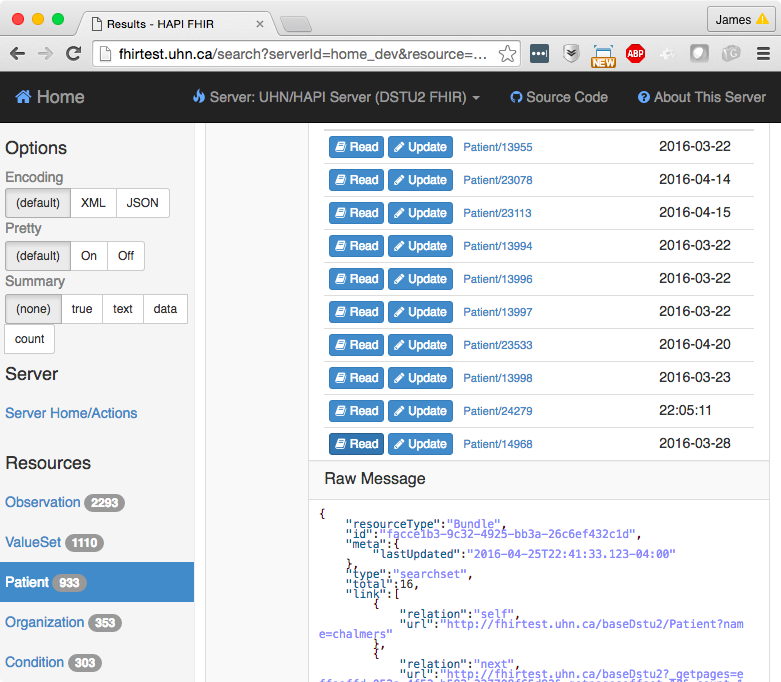 Results - HAPI FHIR
James
fhirtest.uhn.ca/search?serverId=home_dev&resource=...
NEW
ABP
Home
Server: UHN/HAPI Server (DSTU2 FHIR)
Source Code
About This Server
Options
Encoding
(default) XML JSON
Pretty
(default) On Off
Summary
(none) true text data
count
Server
Server Home/Actions
Resources
Observation 2293
ValueSet 1110
Patient 933
Organization 353
Condition 303
Read Update Patient/13955 2016-03-22
Read Update Patient/23078 2016-04-14
Read Update Patient/23113 2016-04-15
Read Update Patient/13994 2016-03-22
Read Update Patient/13996 2016-03-22
Read Update Patient/13997 2016-03-22
Read Update Patient/23533 2016-04-20
Read Update Patient/13998 2016-03-23
Read Update Patient/24279 22:05:11
Read Update Patient/14968 2016-03-28
Raw Message
{
"resourceType":"Bundle",
"id":"facce1b3-9c32-4925-bb3a-26c6ef432c1d",
"meta":{
"lastUpdated":"2016-04-25T22:41:33.123-04:00"
},
"type":"searchset",
"total":16,
"link":[
{
"relation":"self",
"url":"http://fhirtest.uhn.ca/baseDstu2/Patient?nam
e=chalmers"
},
{
"relation":"next",
"url":"http://fhirtest.uhn.ca/baseDstu2?_getpages=e